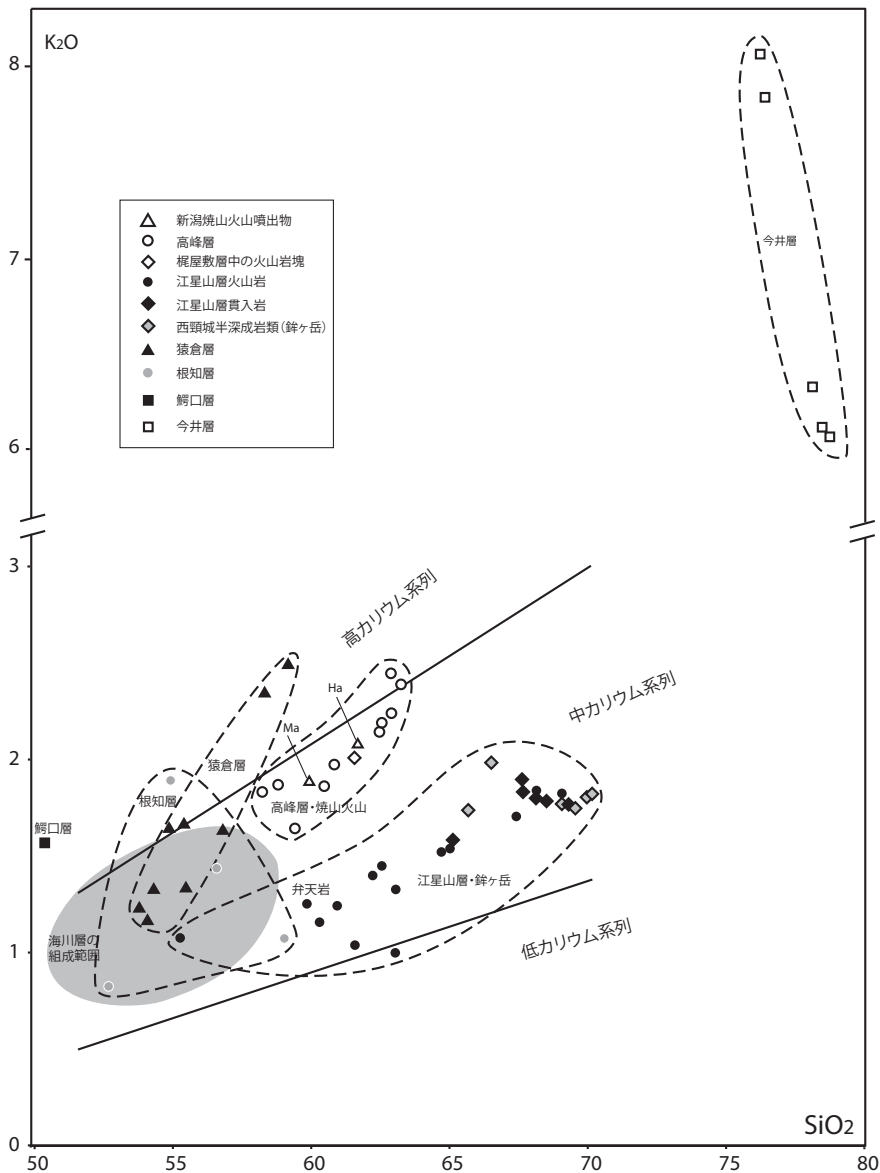 K2O
8
7
6
3
2
1
0
新潟焼山火山噴出物
高峰層
梶屋敷層中の火山岩塊
江星山層火山岩
江星山層貫入岩
西頸城半深成岩類(鉾ヶ岳)
猿倉層
根知層
鰐口層
今井層
今井層
高カリウム系列
中カリウム系列
低カリウム系列
Ha
Ma
猿倉層
根知層
高峰層・焼山火山
鰐口層
弁天岩
江星山層・鉾ヶ岳
海川層の
組成範囲
SiO2
50
55
60
65
70
75
80